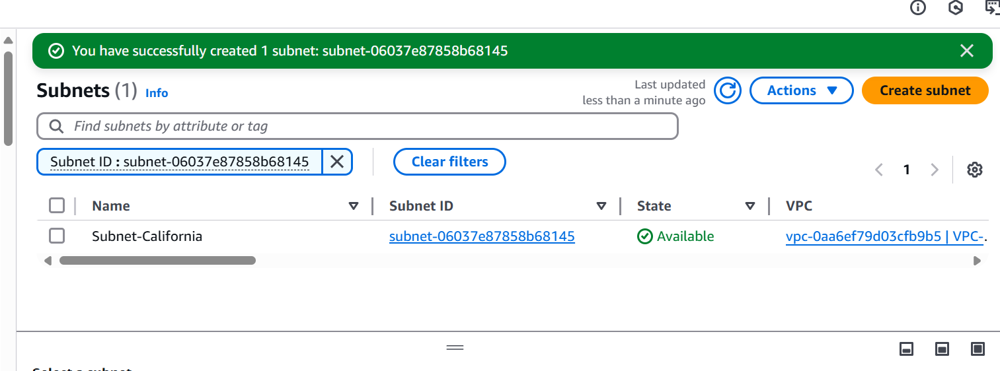 You have successfully created 1 subnet: subnet-06037e87858b68145
Subnets (1) Info
Last updated
less than a minute ago
Actions
Create subnet
Find subnets by attribute or tag
Subnet ID : subnet-06037e87858b68145
Clear filters
1
Name Subnet ID State VPC
Subnet-California subnet-06037e87858b68145 Available vpc-0aa6ef79d03cfb9b5 | VPC-.
Select a subnet